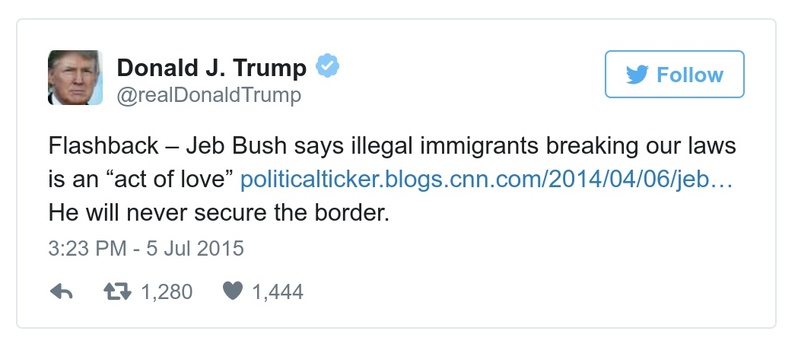 Donald J. Trump
@realDonaldTrump
Follow
Flashback – Jeb Bush says illegal immigrants breaking our laws
is an “act of love” politicalticker.blogs.cnn.com/2014/04/06/jeb…
He will never secure the border.
3:23 PM - 5 Jul 2015
1,280 1,444